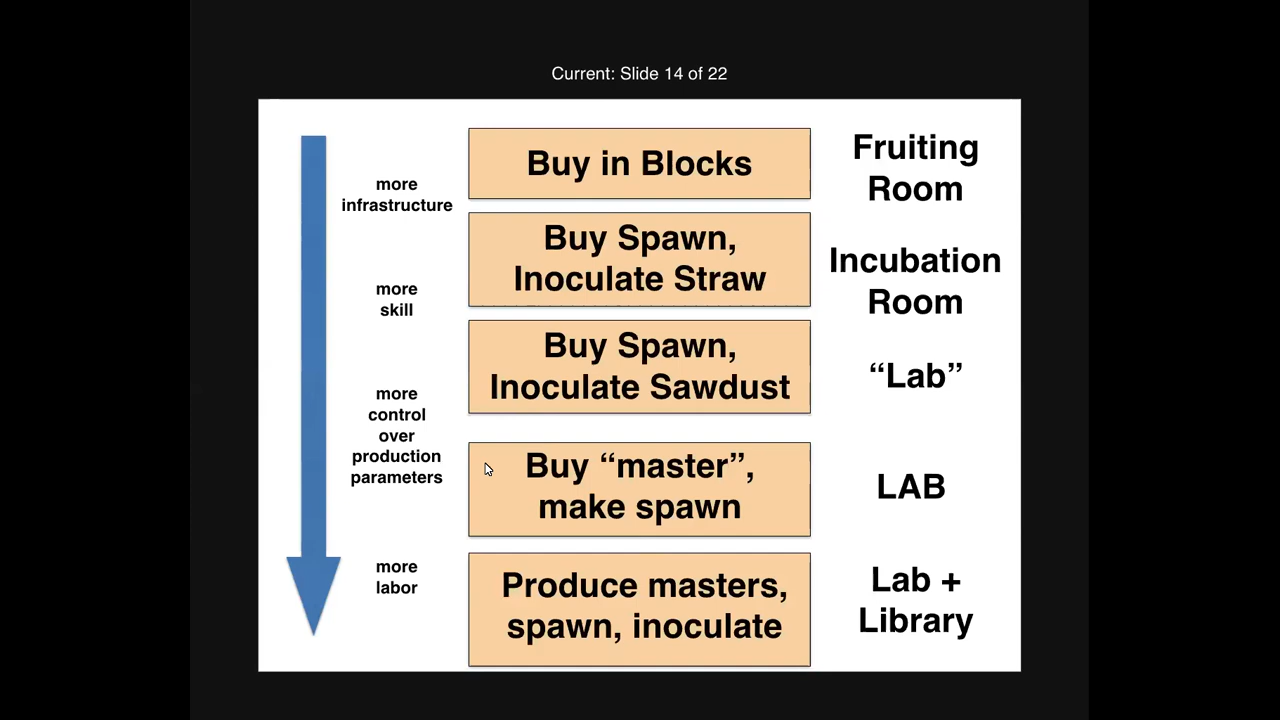 Current: Slide 14 of 22
more
infrastructure
more
skill
more
control
over
production
parameters
more
labor
Buy in Blocks
Buy Spawn,
Inoculate Straw
Buy Spawn,
Inoculate Sawdust
Buy “master”,
make spawn
Produce masters,
spawn, inoculate
Fruiting
Room
Incubation
Room
“Lab”
LAB
Lab +
Library